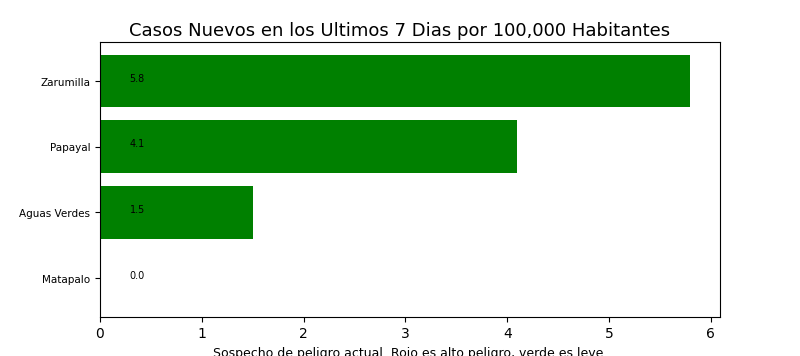 Casos Nuevos en los Ultimos 7 Dias por 100,000 Habitantes
Zarumilla 5.8
Papayal 4.1
Aguas Verdes 1.5
Matapalo 0.0
0 1 2 3 4 5 6
Sospecho de peligro actual. Rojo es alto peligro, verde es leve